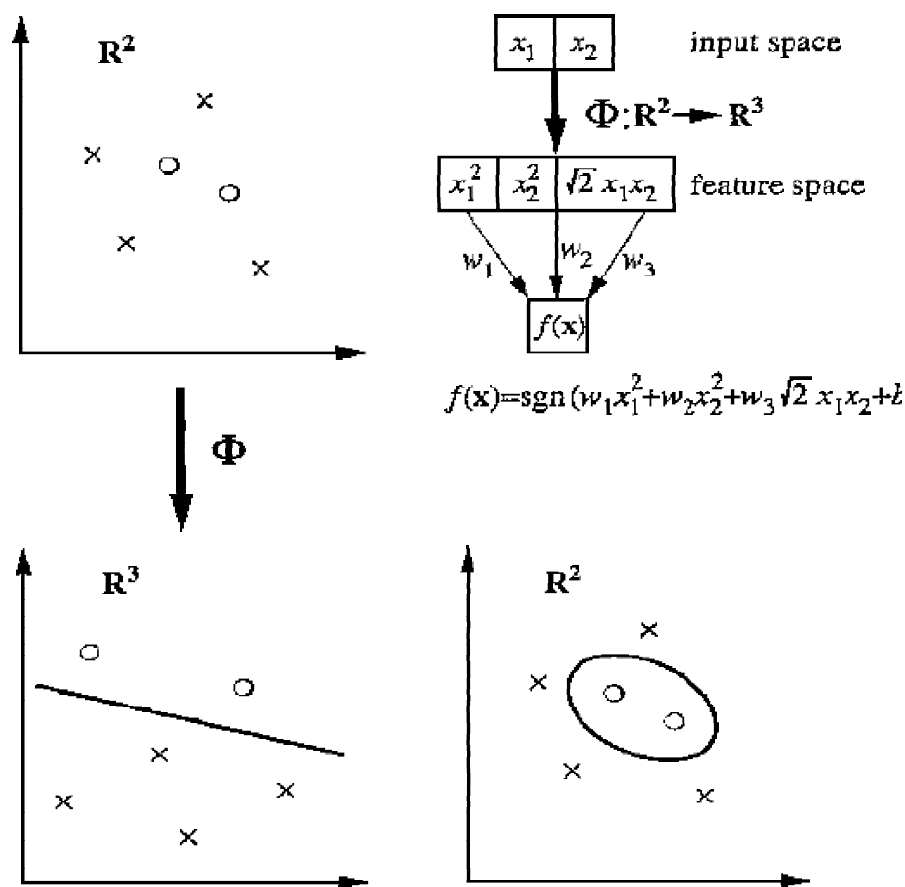 R²
x₁ x₂ input space
Φ: R² → R³
x₁² x₂² √2 x₁x₂ feature space
w₁ w₂ w₃
f(x)
f(x)=sgn (w₁x₁²+w₂x₂²+w₃√2 x₁x₂+
Φ
R³
R²